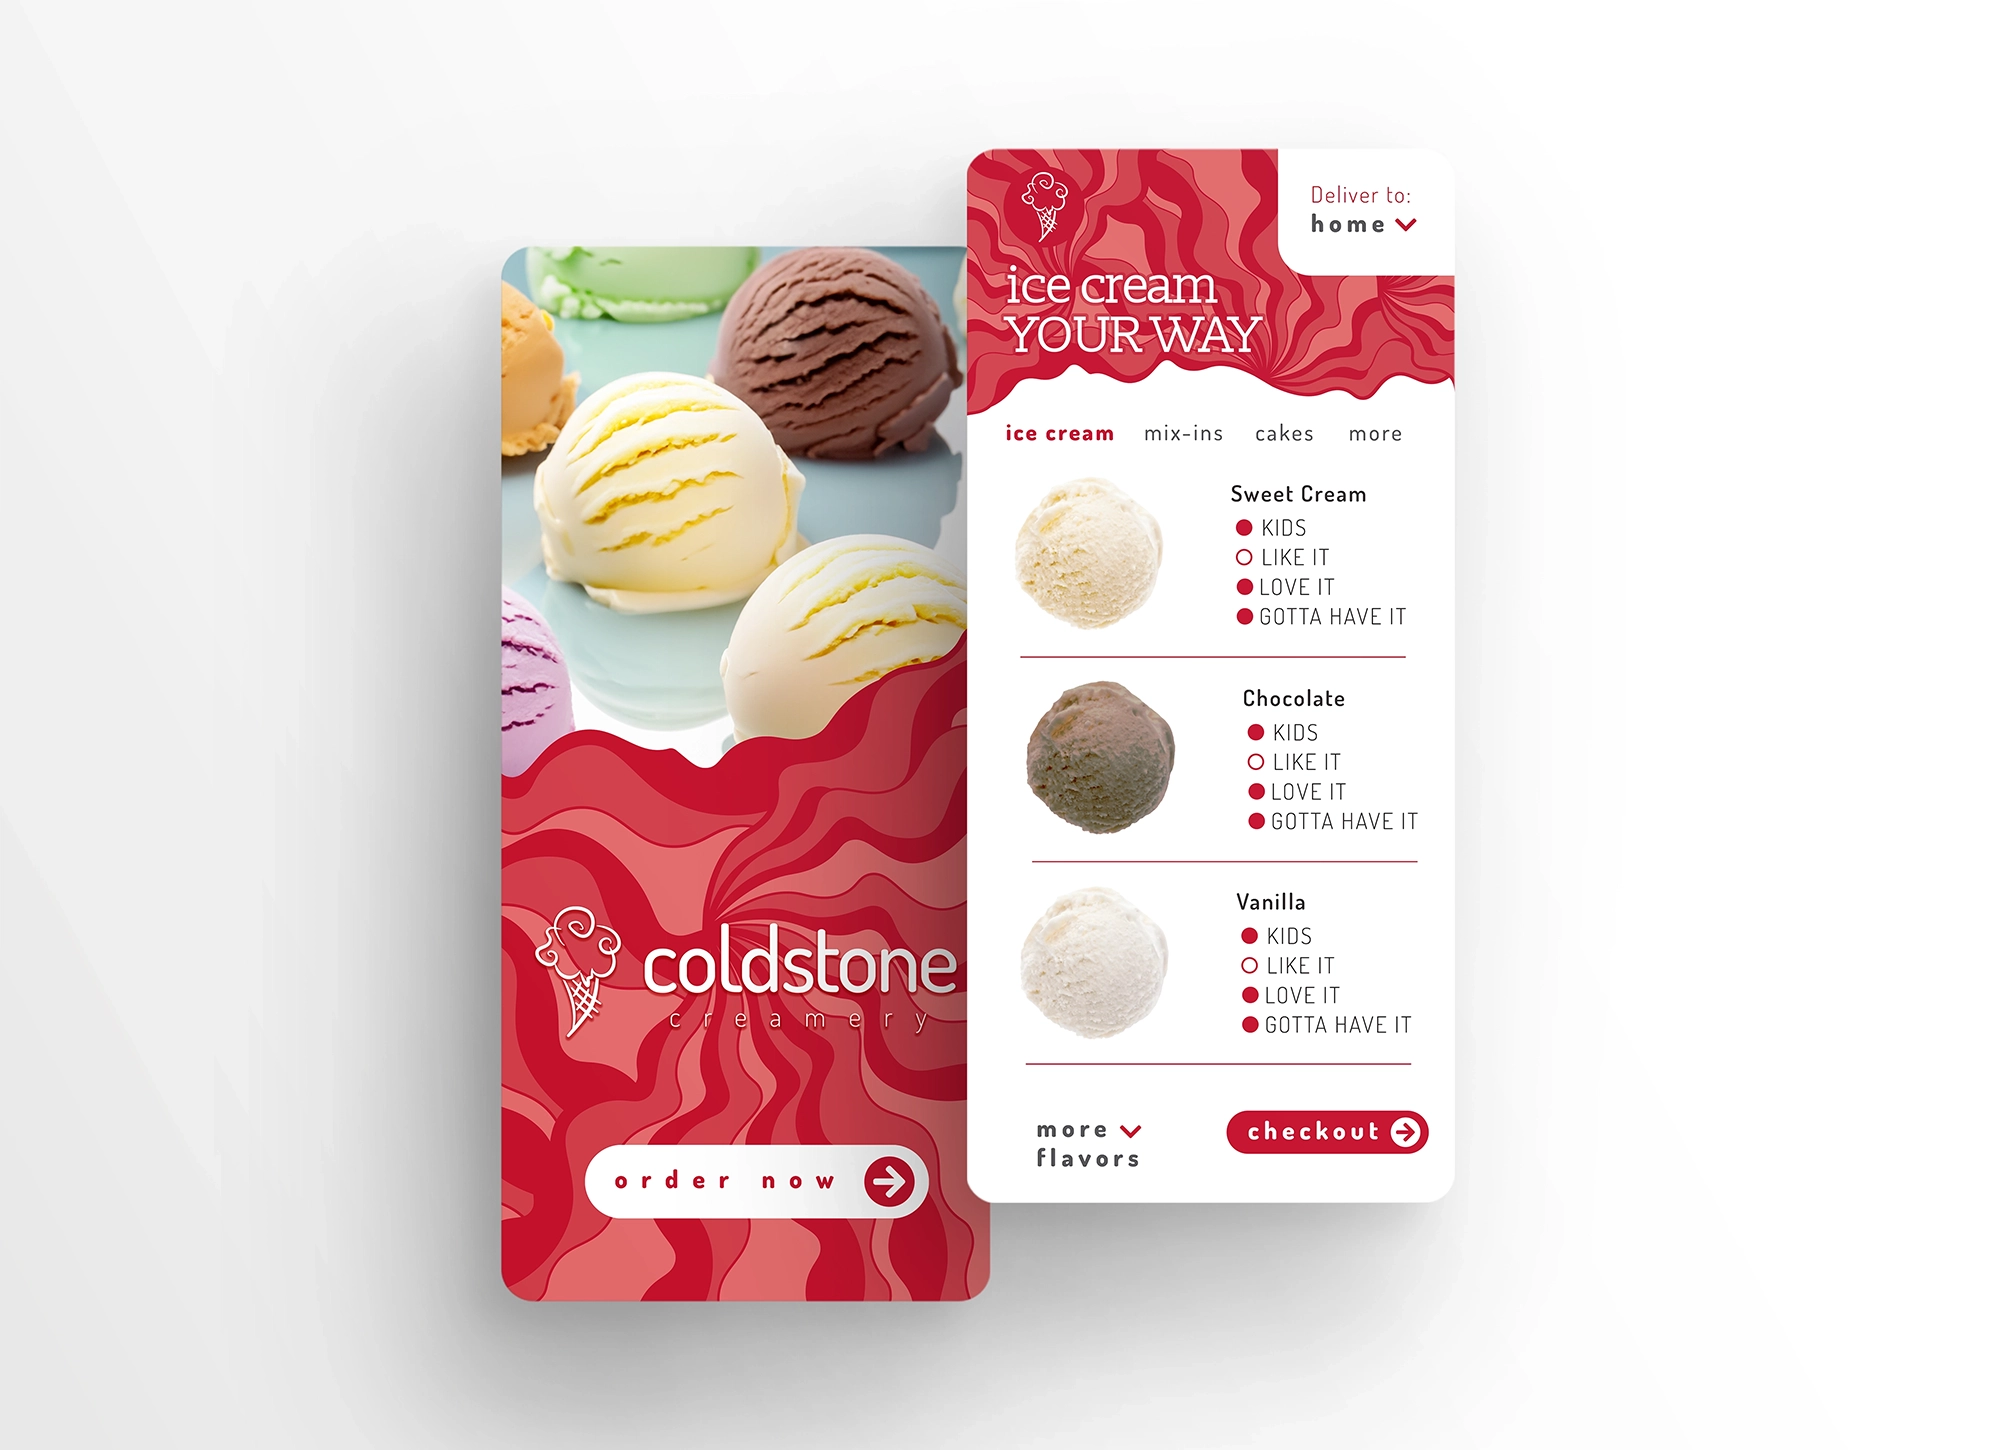 coldstone
creamery
order now
Deliver to:
home
ice cream
YOUR WAY
ice cream mix-ins cakes more
Sweet Cream
KIDS
LIKE IT
LOVE IT
GOTTA HAVE IT
Chocolate
KIDS
LIKE IT
LOVE IT
GOTTA HAVE IT
Vanilla
KIDS
LIKE IT
LOVE IT
GOTTA HAVE IT
more
flavors
checkout